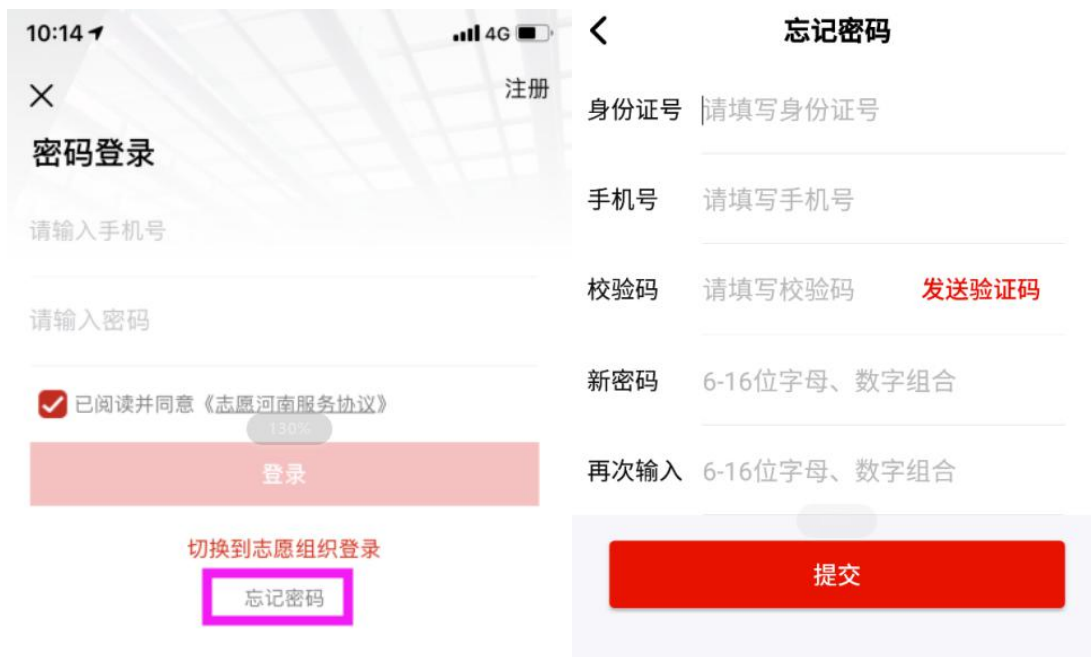 10:14
4G
注册
密码登录
请输入手机号
请输入密码
已阅读并同意《志愿河南服务协议》
130%
登录
切换到志愿组织登录
忘记密码
忘记密码
身份证号 请填写身份证号
手机号 请填写手机号
校验码 请填写校验码 发送验证码
新密码 6-16位字母、数字组合
再次输入 6-16位字母、数字组合
提交